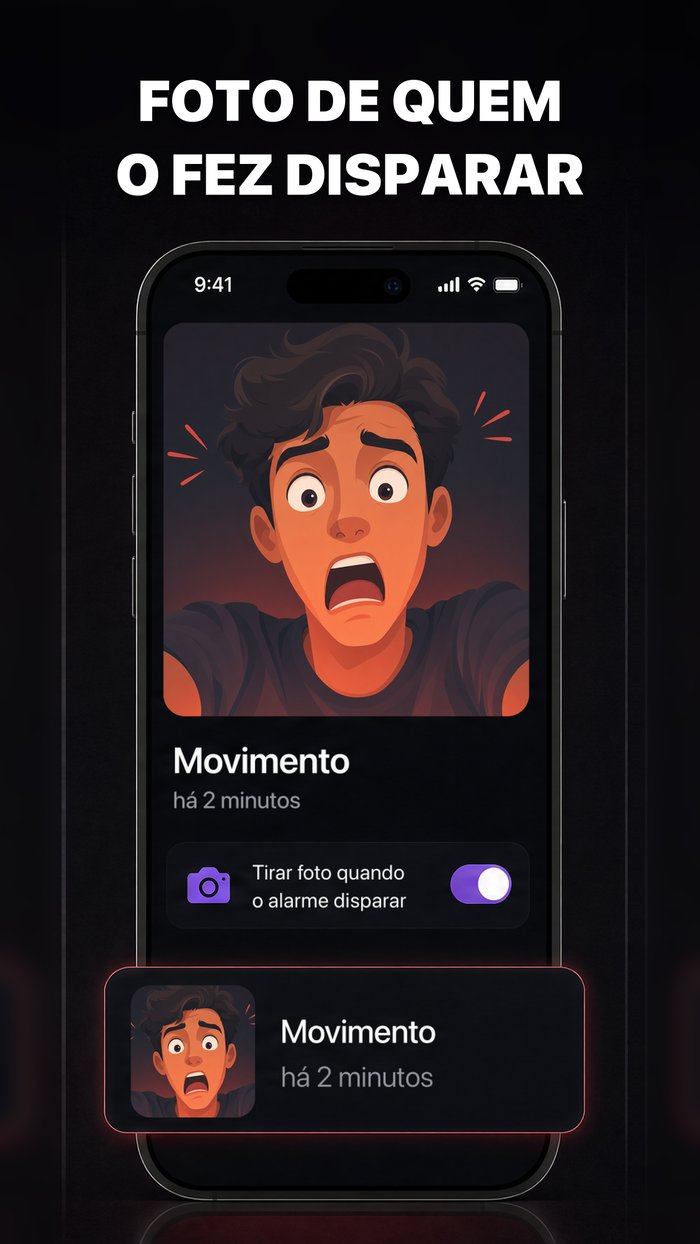 FOTO DE QUEM
O FEZ DISPARAR
9:41
Movimento
há 2 minutos
Tirar foto quando
o alarme disparar
Movimento
há 2 minutos